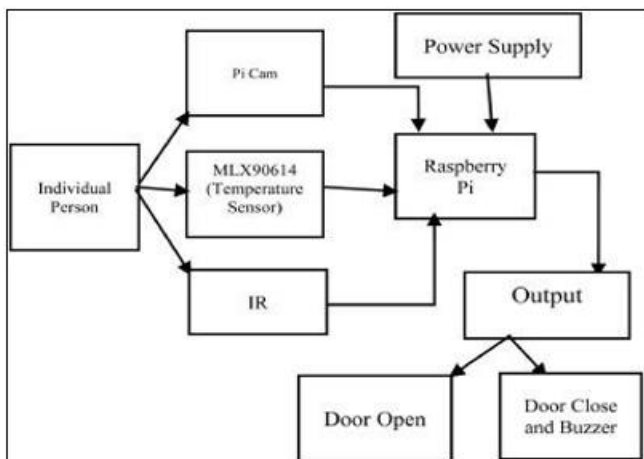 Pi Cam
Power Supply
Individual
Person
MLX90614
(Temperature
Sensor)
Raspberry
Pi
IR
Output
Door Open
Door Close
and Buzzer